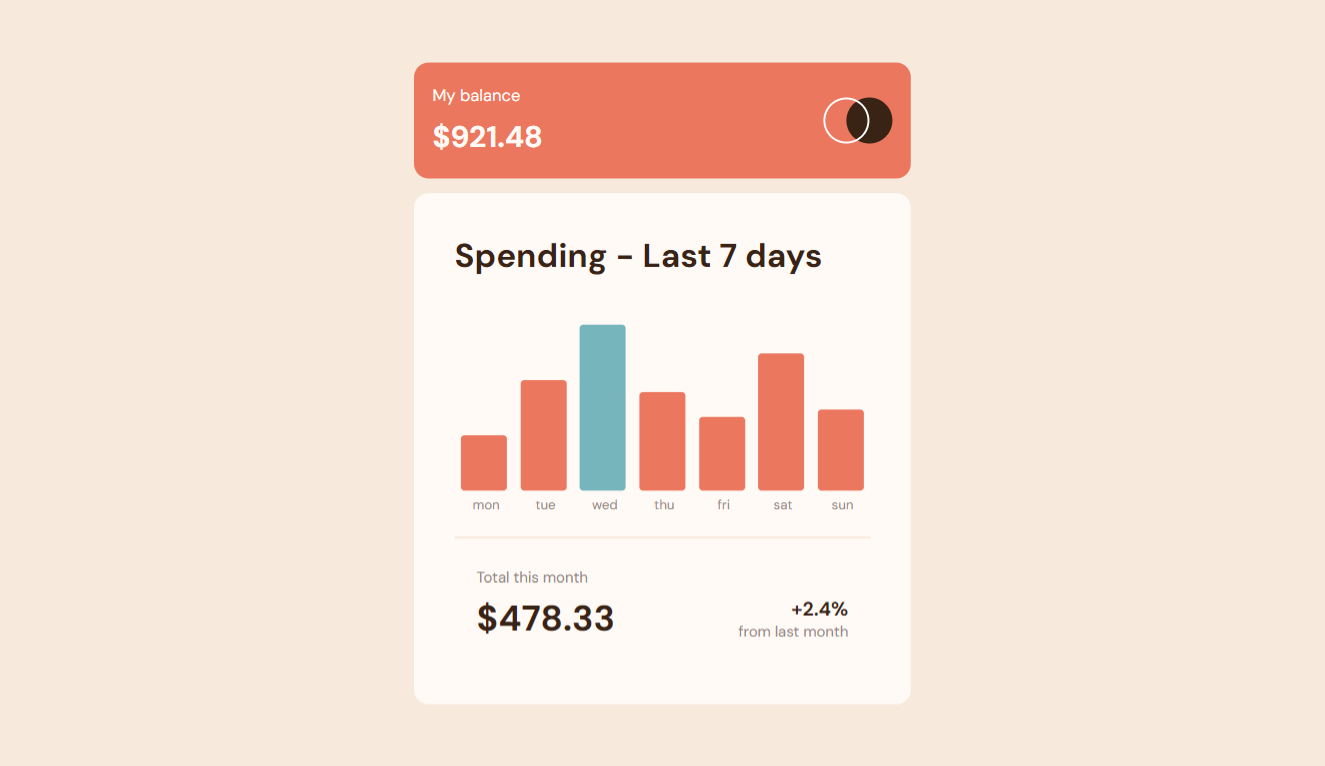 My balance
$921.48
Spending - Last 7 days
mon tue wed thu fri sat sun
Total this month
$478.33
+2.4%
from last month